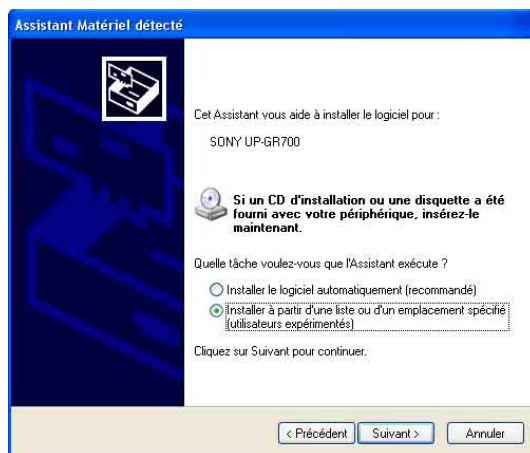 Assistant Matériel détecté
Cet Assistant vous aide à installer le logiciel pour :
SONY UP-GR700
Si un CD d'installation ou une disquette a été
fourni avec votre périphérique, insérez-le
maintenant.
Quelle tâche voulez-vous que l'Assistant exécute ?
Installer le logiciel automatiquement (recommandé)
Installer à partir d'une liste ou d'un emplacement spécifié
(utilisateurs expérimentés)
Cliquez sur Suivant pour continuer.
< Précédent Suivant > Annuler